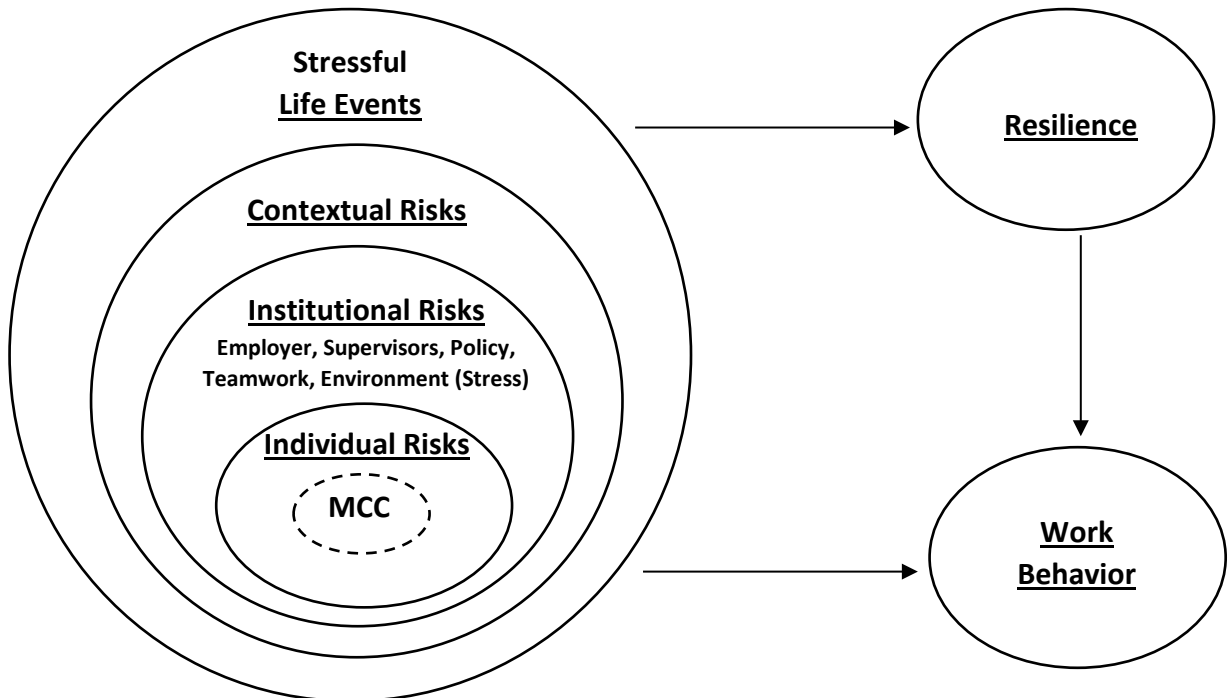 Stressful
Life Events
Contextual Risks
Institutional Risks
Employer, Supervisors, Policy,
Teamwork, Environment (Stress)
Individual Risks
MCC
Resilience
Work
Behavior